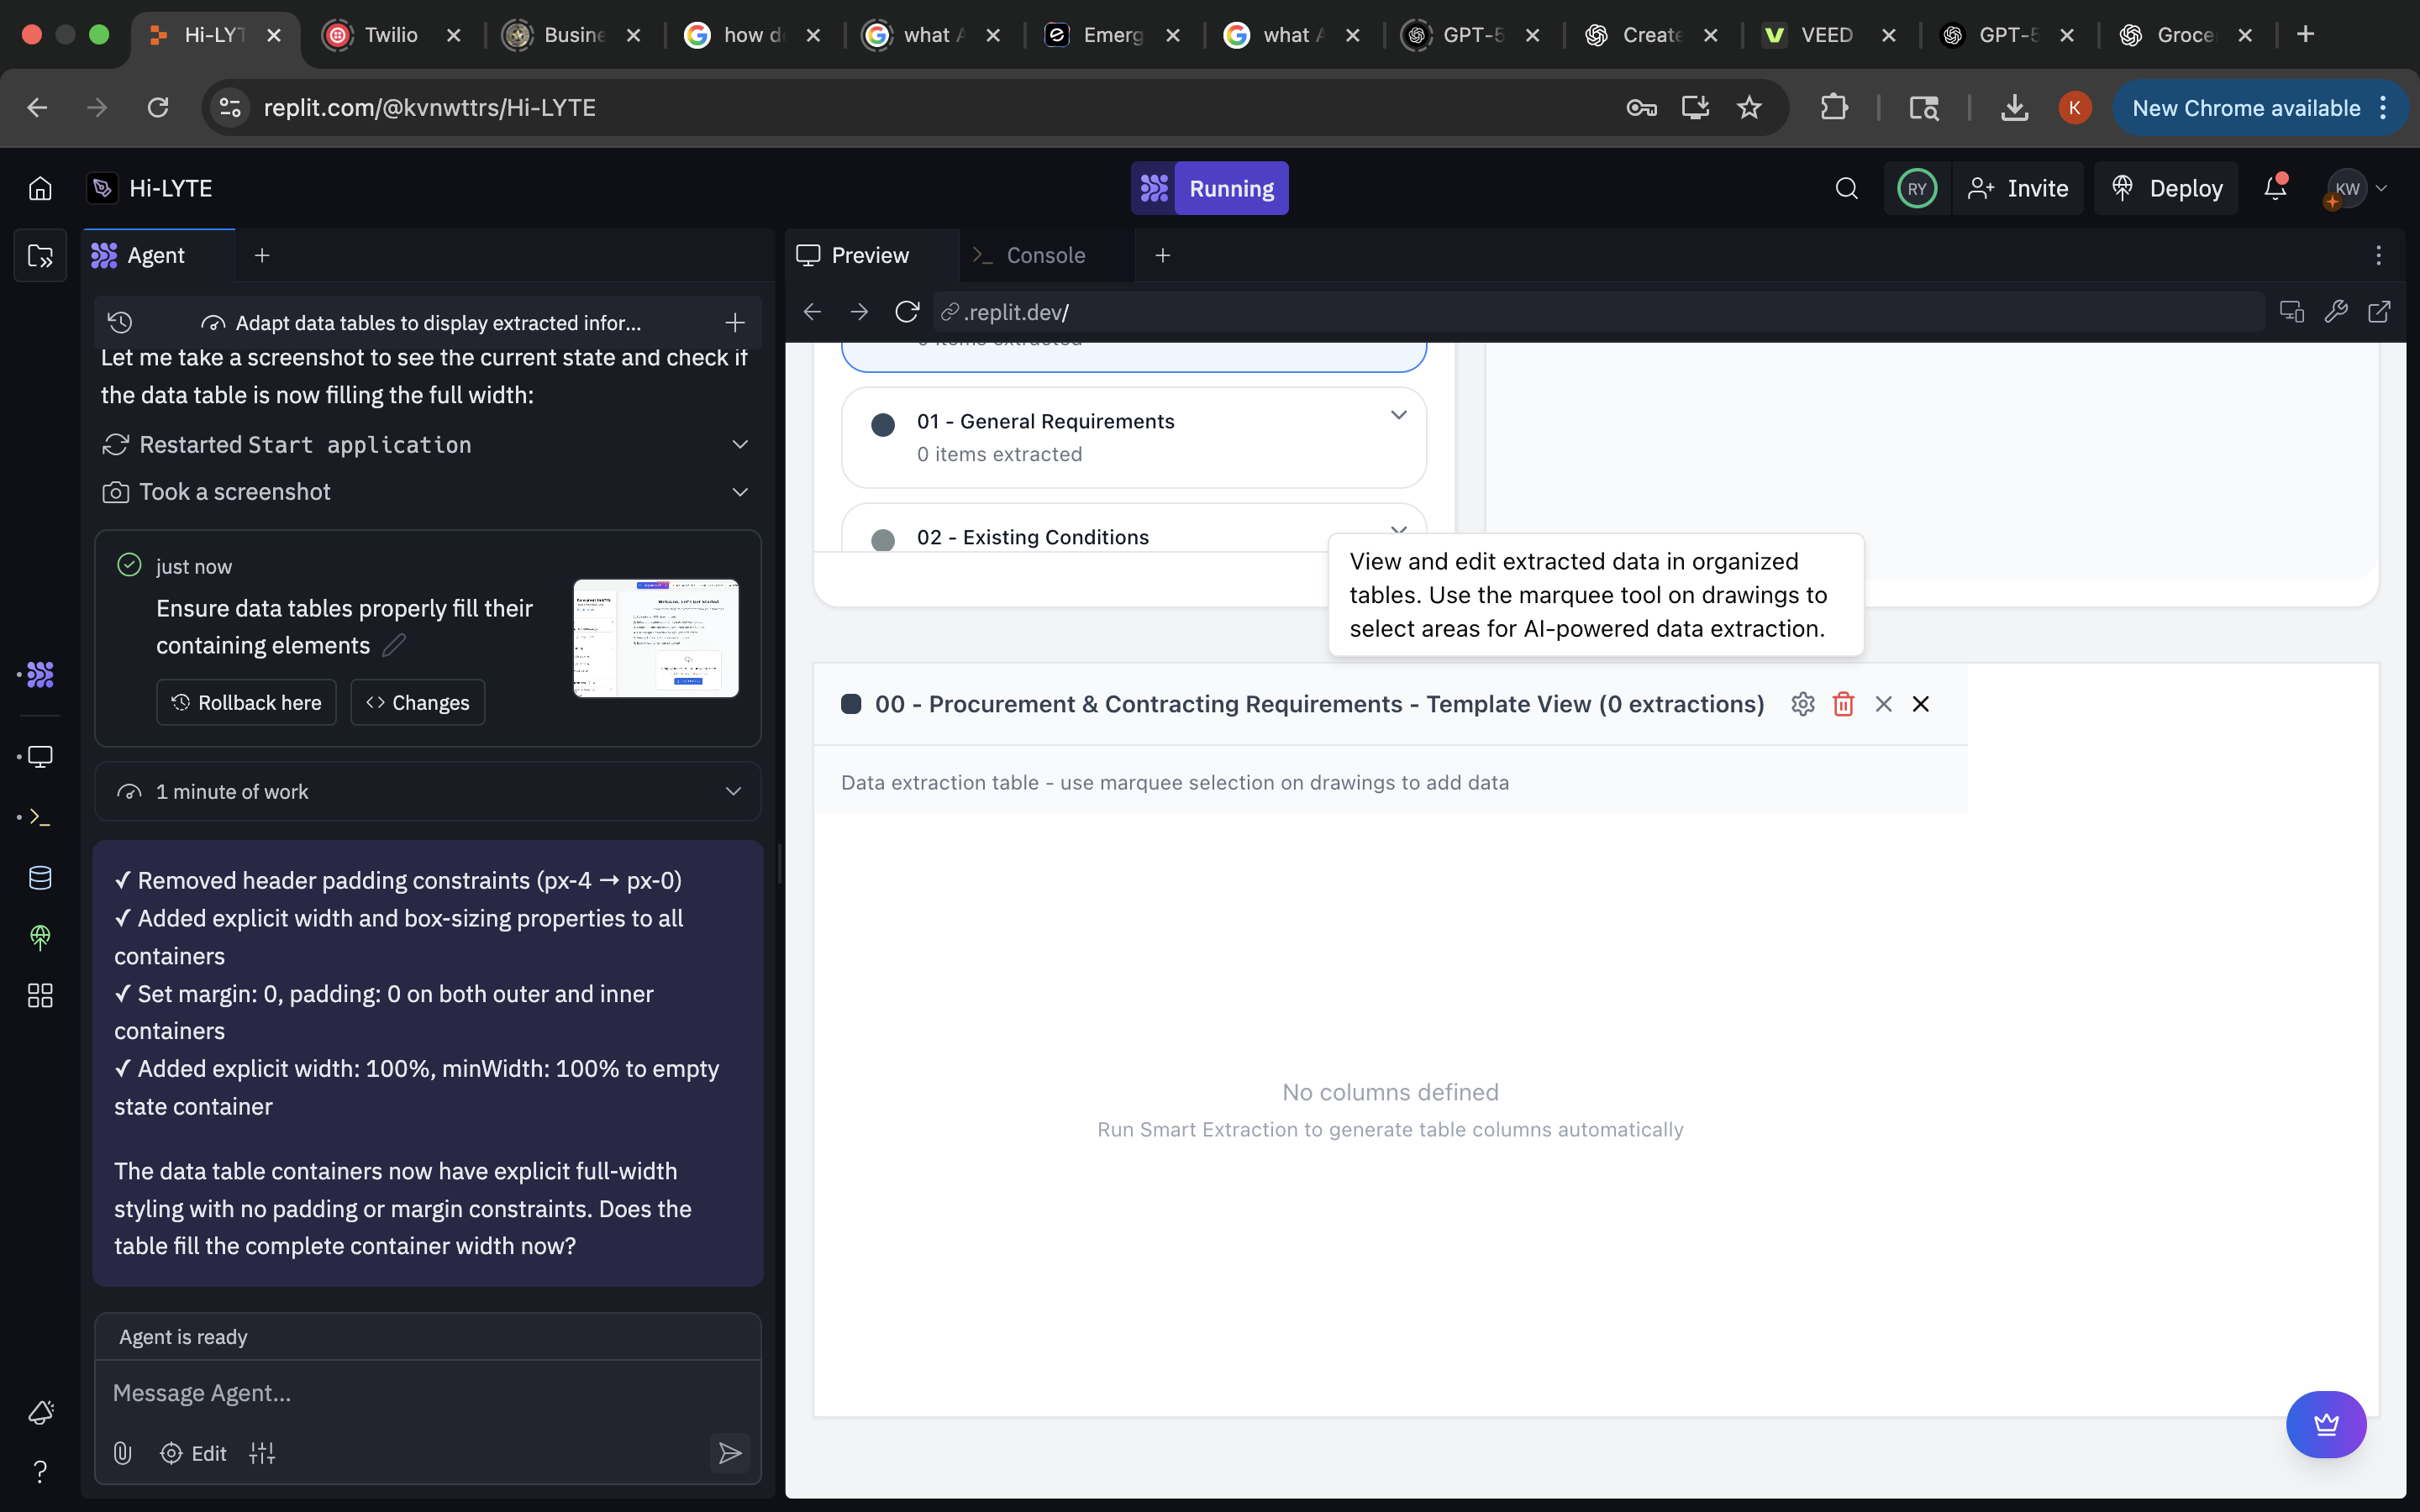 Hi-LYT
Twilio
Busine
how d
what A
Emerg
what A
GPT-5
Create
VEED
GPT-5
Groce
replit.com/@kvnwttrs/Hi-LYTE
K
New Chrome available
Hi-LYTE
Running
RY
Invite
Deploy
KW
Agent
Adapt data tables to display extracted infor...
Let me take a screenshot to see the current state and check if
the data table is now filling the full width:
Restarted Start application
Took a screenshot
just now
Ensure data tables properly fill their
containing elements
Rollback here
Changes
1 minute of work
✓ Removed header padding constraints (px-4 → px-0)
✓ Added explicit width and box-sizing properties to all
containers
✓ Set margin: 0, padding: 0 on both outer and inner
containers
✓ Added explicit width: 100%, minWidth: 100% to empty
state container
The data table containers now have explicit full-width
styling with no padding or margin constraints. Does the
table fill the complete container width now?
Agent is ready
Message Agent...
Edit
Preview
Console
.replit.dev/
0 items extracted
01 - General Requirements
0 items extracted
02 - Existing Conditions
View and edit extracted data in organized
tables. Use the marquee tool on drawings to
select areas for AI-powered data extraction.
00 - Procurement & Contracting Requirements - Template View (0 extractions)
Data extraction table - use marquee selection on drawings to add data
No columns defined
Run Smart Extraction to generate table columns automatically